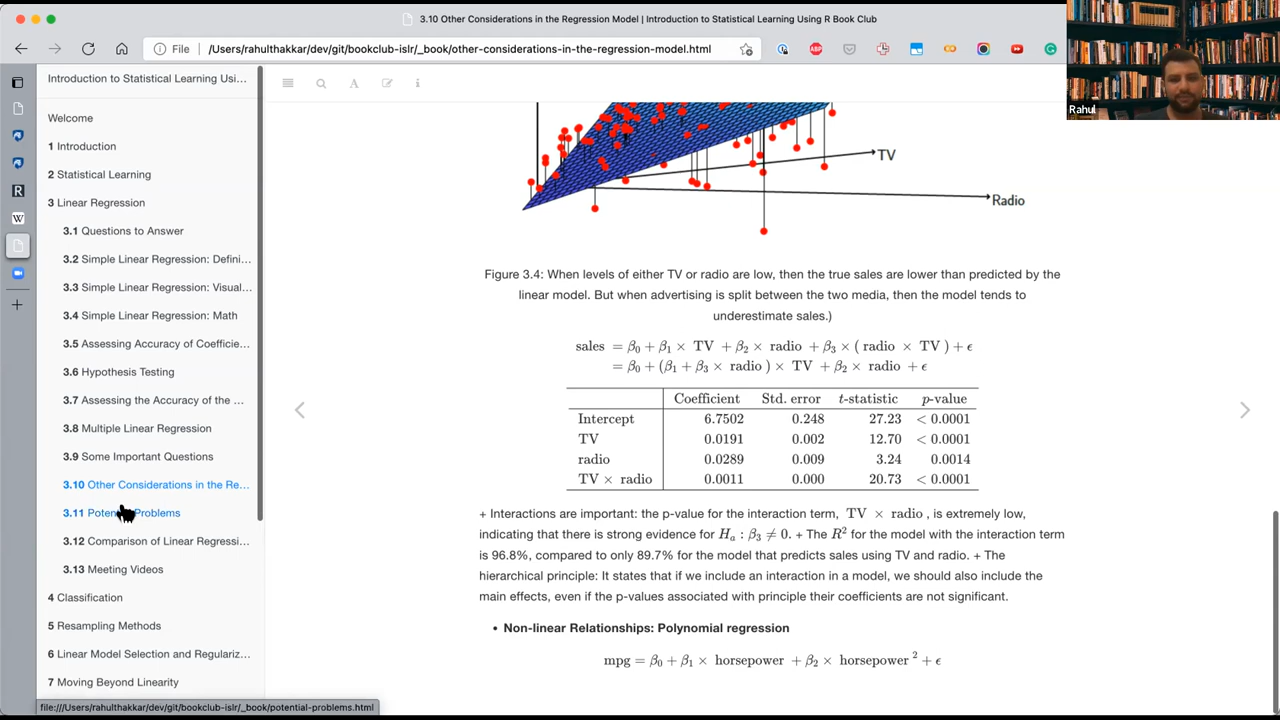 3.10 Other Considerations in the Regression Model | Introduction to Statistical Learning Using R Book Club
File /Users/rahulthakkar/dev/git/bookclub-islr/_book/other-considerations-in-the-regression-model.html
ABP
Rahul
Introduction to Statistical Learning Usi...
Welcome
1 Introduction
2 Statistical Learning
3 Linear Regression
3.1 Questions to Answer
3.2 Simple Linear Regression: Defini...
3.3 Simple Linear Regression: Visual...
3.4 Simple Linear Regression: Math
3.5 Assessing Accuracy of Coefficie...
3.6 Hypothesis Testing
3.7 Assessing the Accuracy of the ...
3.8 Multiple Linear Regression
3.9 Some Important Questions
3.10 Other Considerations in the Re...
3.11 Potential Problems
3.12 Comparison of Linear Regressi...
3.13 Meeting Videos
4 Classification
5 Resampling Methods
6 Linear Model Selection and Regulariz...
7 Moving Beyond Linearity
file:///Users/rahulthakkar/dev/git/bookclub-islr/_book/potential-problems.html
TV
Radio
Figure 3.4: When levels of either TV or radio are low, then the true sales are lower than predicted by the
linear model. But when advertising is split between the two media, then the model tends to
underestimate sales.)
sales = β0 + β1 × TV + β2 × radio + β3 × ( radio × TV ) + ϵ
= β0 + (β1 + β3 × radio ) × TV + β2 × radio + ϵ
Coefficient Std. error t-statistic p-value
Intercept 6.7502 0.248 27.23 < 0.0001
TV 0.0191 0.002 12.70 < 0.0001
radio 0.0289 0.009 3.24 0.0014
TV × radio 0.0011 0.000 20.73 < 0.0001
+ Interactions are important: the p-value for the interaction term, TV × radio , is extremely low,
indicating that there is strong evidence for Ha : β3 ≠ 0. + The R² for the model with the interaction term
is 96.8%, compared to only 89.7% for the model that predicts sales using TV and radio. + The
hierarchical principle: It states that if we include an interaction in a model, we should also include the
main effects, even if the p-values associated with principle their coefficients are not significant.
• Non-linear Relationships: Polynomial regression
mpg = β0 + β1 × horsepower + β2 × horsepower ² + ϵ